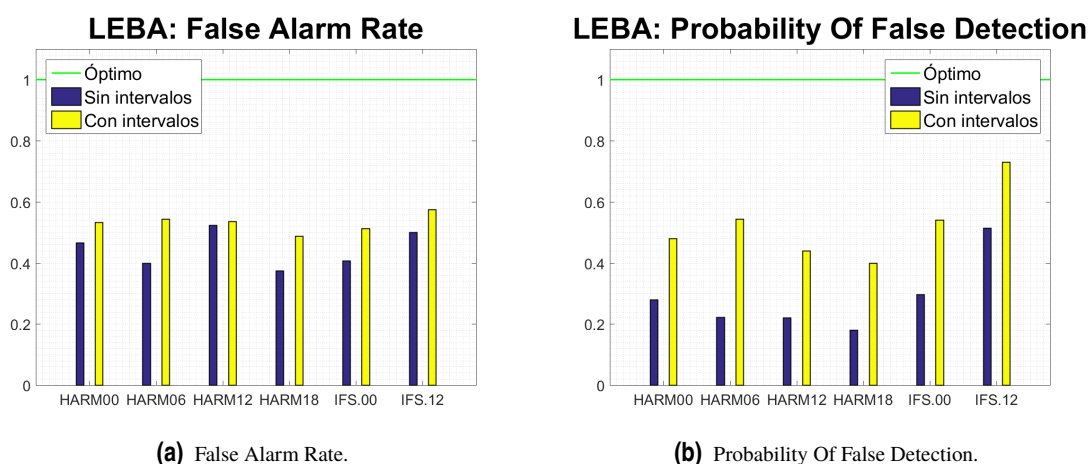 LEBA: False Alarm Rate
1
0.8
0.6
0.4
0.2
0
Óptimo
Sin intervalos
Con intervalos
HARM00 HARM06 HARM12 HARM18 IFS.00 IFS.12
(a) False Alarm Rate.
LEBA: Probability Of False Detection
1
0.8
0.6
0.4
0.2
0
Óptimo
Sin intervalos
Con intervalos
HARM00 HARM06 HARM12 HARM18 IFS.00 IFS.12
(b) Probability Of False Detection.